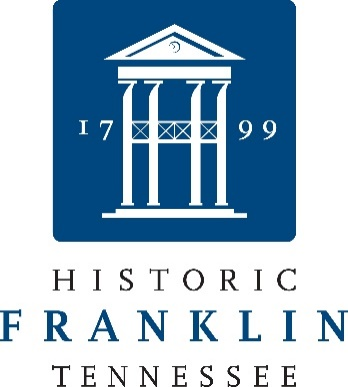 17 99
HISTORIC
FRANKLIN
TENNESSEE